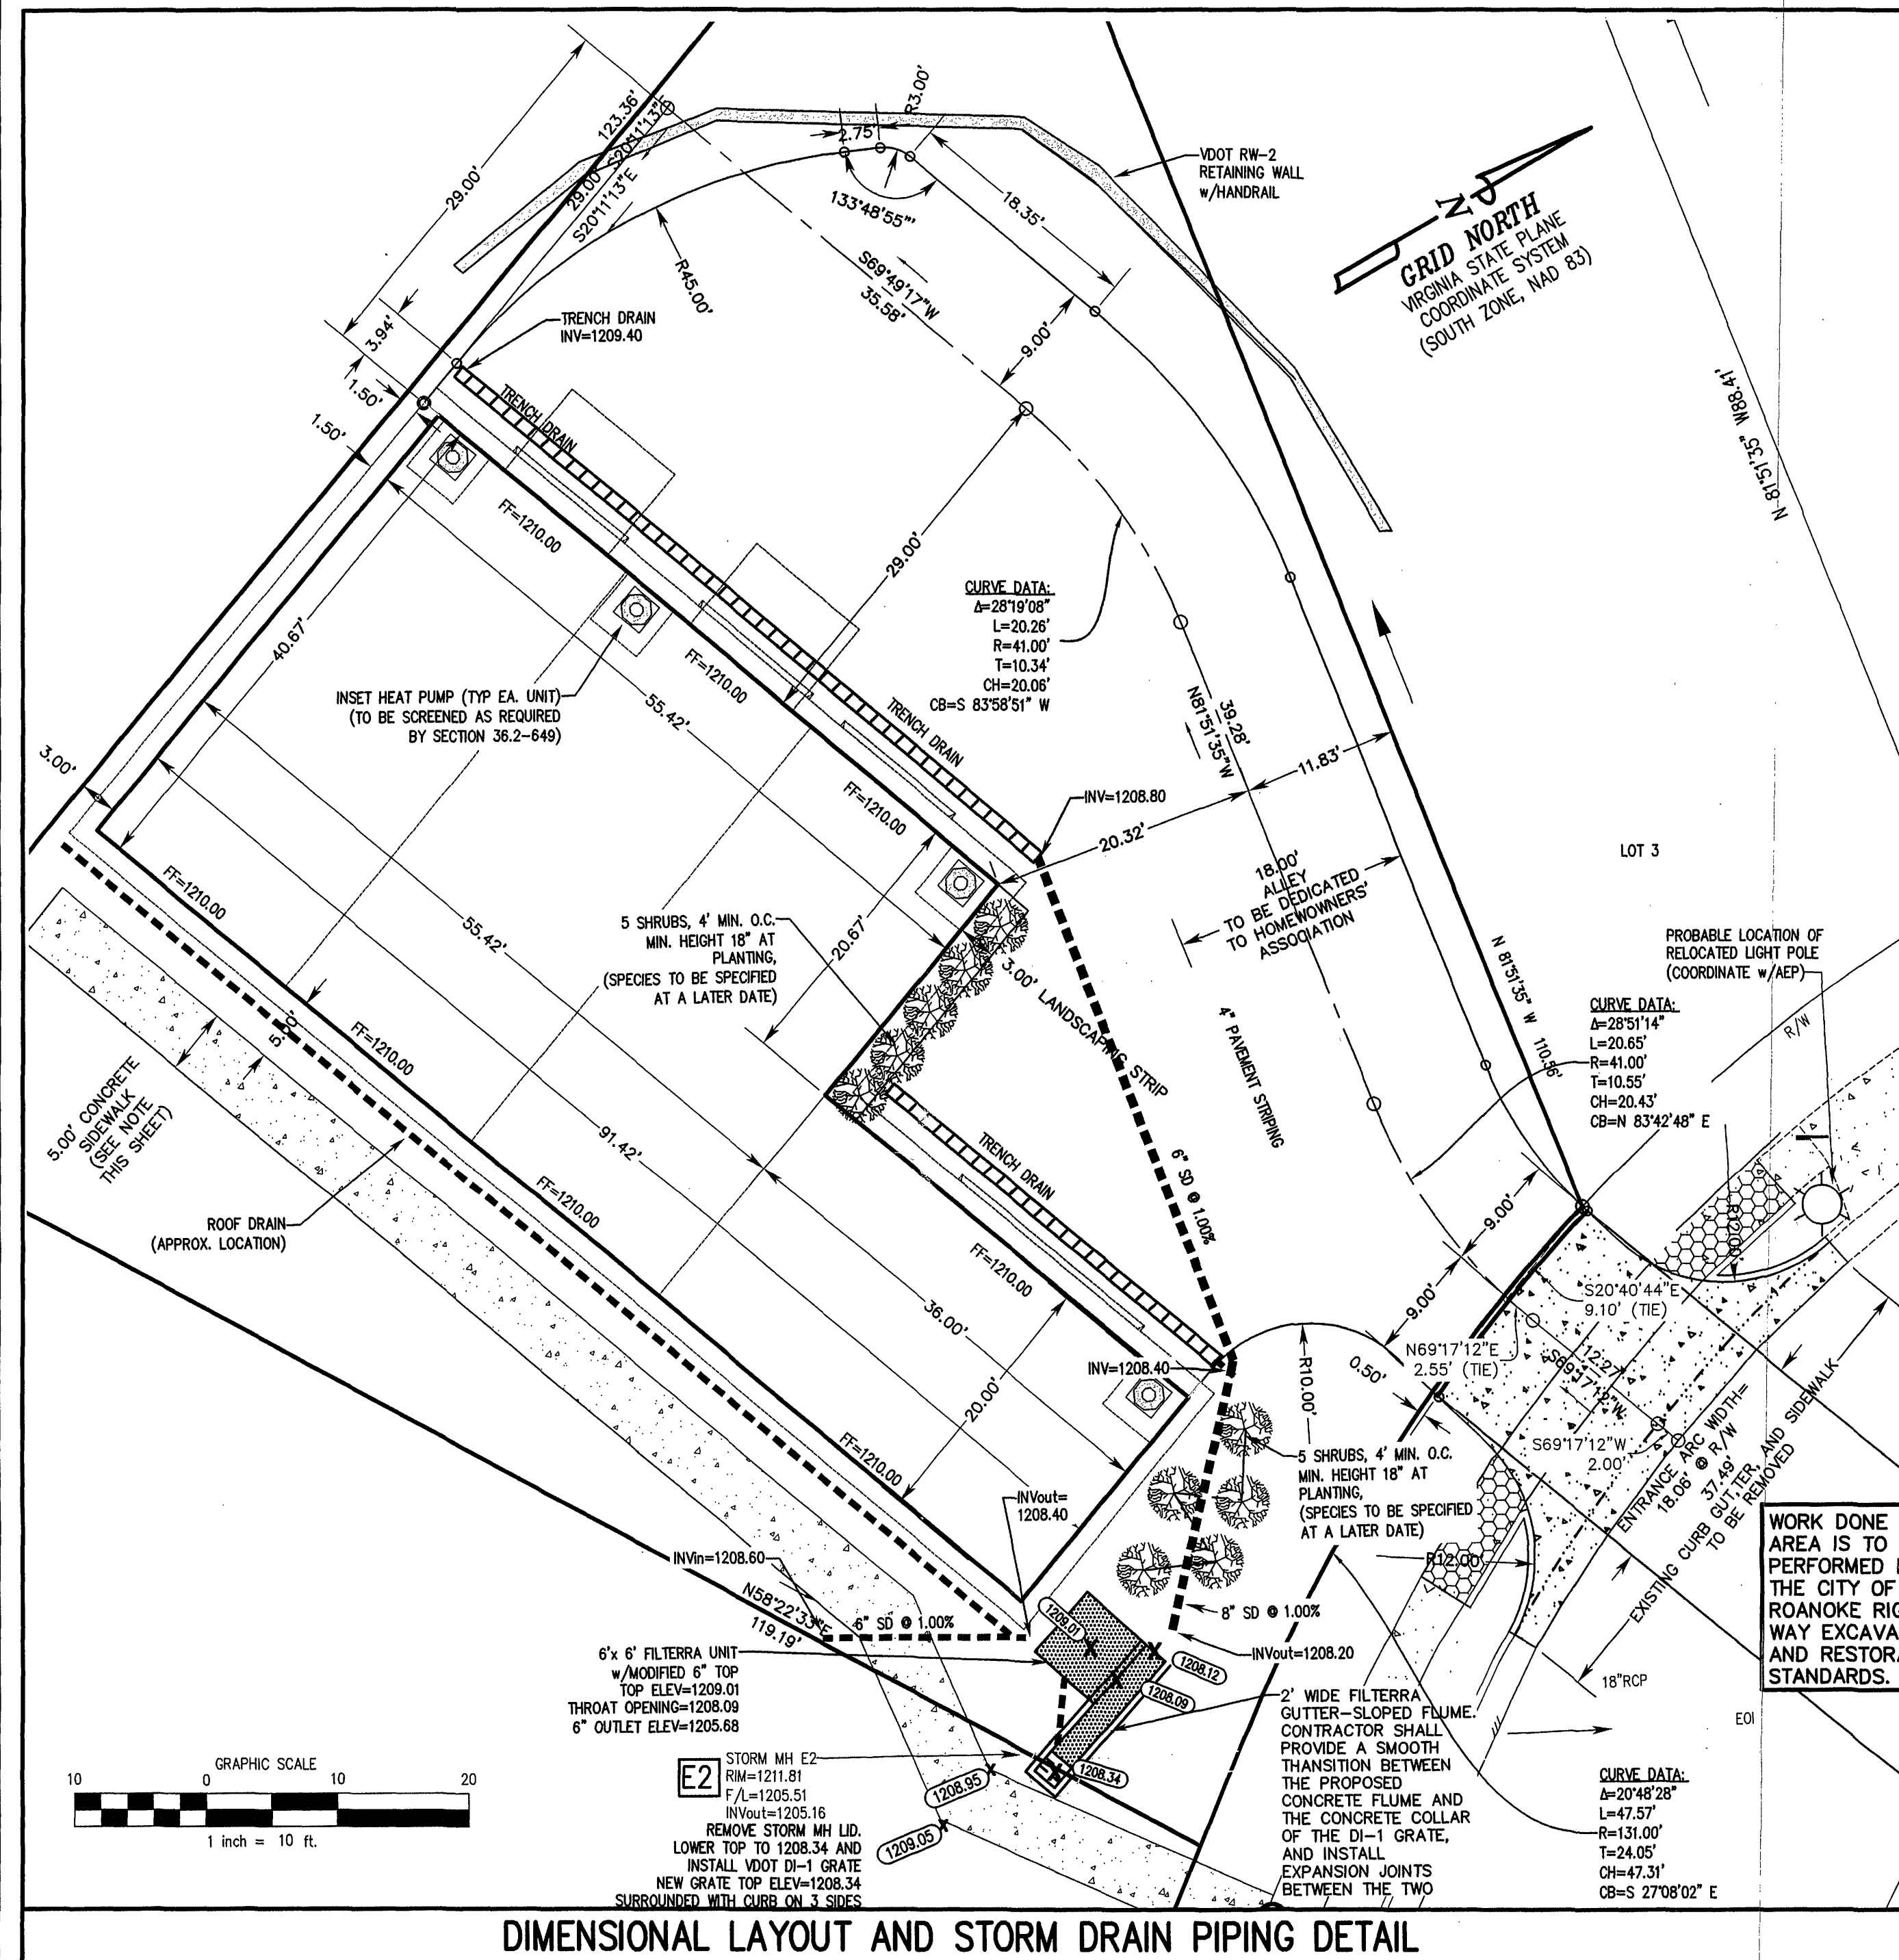 29.00'
123.36'
S20°11'13"E
29.00'
S20°11'13"E
2.75'
R3.00'
133°48'55"'
18.35'
VDOT RW-2
RETAINING WALL
w/HANDRAIL
GRID NORTH
VIRGINIA STATE PLANE
COORDINATE SYSTEM
(SOUTH ZONE, NAD 83)
N-81°51'35" W88.41'
R45.00'
S69°49'17"W
35.58'
9.00'
3.94'
1.50'
1.50'
TRENCH DRAIN
INV=1209.40
TRENCH DRAIN
FF=1210.00
29.00'
CURVE DATA:
Δ=28°19'08"
L=20.26'
R=41.00'
T=10.34'
CH=20.06'
CB=S 83°58'51" W
40.67'
FF=1210.00
55.42'
INSET HEAT PUMP (TYP EA. UNIT)
(TO BE SCREENED AS REQUIRED
BY SECTION 36.2-649)
TRENCH DRAIN
39.28'
N81°51'35"W
11.83'
3.00'
FF=1210.00
INV=1208.80
20.32'
18.00'
ALLEY
TO BE DEDICATED
TO HOMEWOWNERS'
ASSOCIATION
LOT 3
FF=1210.00
55.42'
5 SHRUBS, 4' MIN. O.C.
MIN. HEIGHT 18" AT
PLANTING,
(SPECIES TO BE SPECIFIED
AT A LATER DATE)
20.67'
3.00' LANDSCAPING STRIP
4" PAVEMENT STRIPING
N 81°51'35" W 110.56'
PROBABLE LOCATION OF
RELOCATED LIGHT POLE
(COORDINATE w/AEP)
R/W
CURVE DATA:
Δ=28°51'14"
L=20.65'
R=41.00'
T=10.55'
CH=20.43'
CB=N 83°42'48" E
5.00'
FF=1210.00
5.00' CONCRETE
SIDEWALK
(SEE NOTE
THIS SHEET)
91.42'
TRENCH DRAIN
6" SD @ 1.00%
ROOF DRAIN
(APPROX. LOCATION)
FF=1210.00
FF=1210.00
36.00'
20.00'
9.00'
9.00'
R12.00'
S20°40'44"E
9.10' (TIE)
N69°17'12"E
2.55' (TIE)
12.27'
S69°17'12"W
INV=1208.40
R10.00'
0.50'
S69°17'12"W
2.00'
ENTRANCE ARC WIDTH=
18.06' @ R/W
37.49'
EXISTING CURB GUTTER, AND SIDEWALK
TO BE REMOVED
FF=1210.00
5 SHRUBS, 4' MIN. O.C.
MIN. HEIGHT 18" AT
PLANTING,
(SPECIES TO BE SPECIFIED
AT A LATER DATE)
R12.00'
WORK DONE
AREA IS TO
PERFORMED
THE CITY OF
ROANOKE RIG
WAY EXCAVA
AND RESTORA
STANDARDS.
INVout=
1208.40
INVin=1208.60
N58°22'33"E
119.19'
6" SD @ 1.00%
1209.01
8" SD @ 1.00%
INVout=1208.20
1208.12
1208.09
6'x 6' FILTERRA UNIT
w/MODIFIED 6" TOP
TOP ELEV=1209.01
THROAT OPENING=1208.09
6" OUTLET ELEV=1205.68
18"RCP
EOI
2' WIDE FILTERRA
GUTTER-SLOPED FLUME.
CONTRACTOR SHALL
PROVIDE A SMOOTH
THANSITION BETWEEN
THE PROPOSED
CONCRETE FLUME AND
THE CONCRETE COLLAR
OF THE DI-1 GRATE,
AND INSTALL
EXPANSION JOINTS
BETWEEN THE TWO
GRAPHIC SCALE
10 0 10 20
1 inch = 10 ft.
E2
STORM MH E2
RIM=1211.81
F/L=1205.51
INVout=1205.16
REMOVE STORM MH LID.
LOWER TOP TO 1208.34 AND
INSTALL VDOT DI-1 GRATE
NEW GRATE TOP ELEV=1208.34
SURROUNDED WITH CURB ON 3 SIDES
1208.34
1208.95
1209.05
CURVE DATA:
Δ=20°48'28"
L=47.57'
R=131.00'
T=24.05'
CH=47.31'
CB=S 27°08'02" E
DIMENSIONAL LAYOUT AND STORM DRAIN PIPING DETAIL